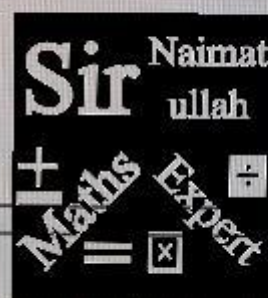 Sir
Naimat
ullah
+
Maths
Expert
÷
=
x